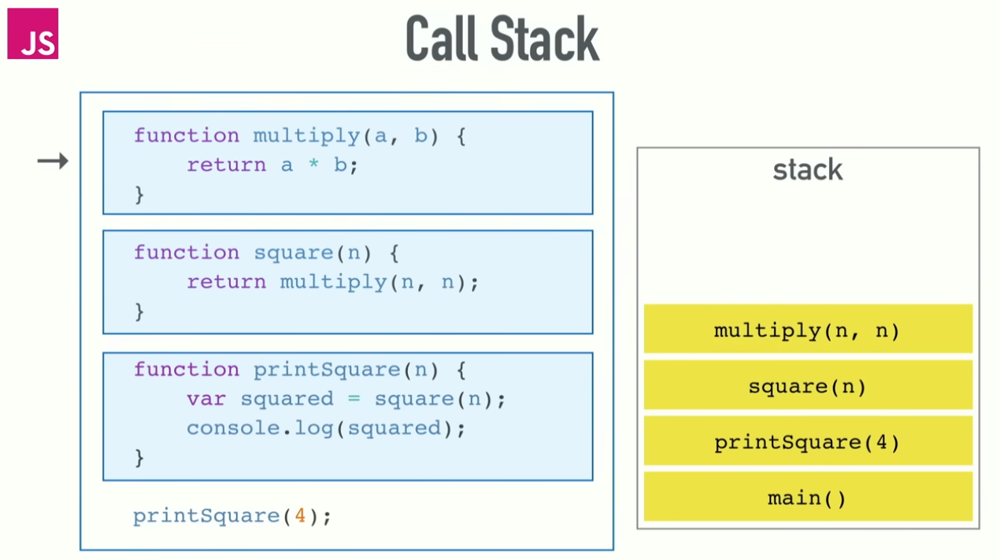 JS
Call Stack
function multiply(a, b) {
    return a * b;
}
function square(n) {
    return multiply(n, n);
}
function printSquare(n) {
    var squared = square(n);
    console.log(squared);
}
printSquare(4);
stack
multiply(n, n)
square(n)
printSquare(4)
main()